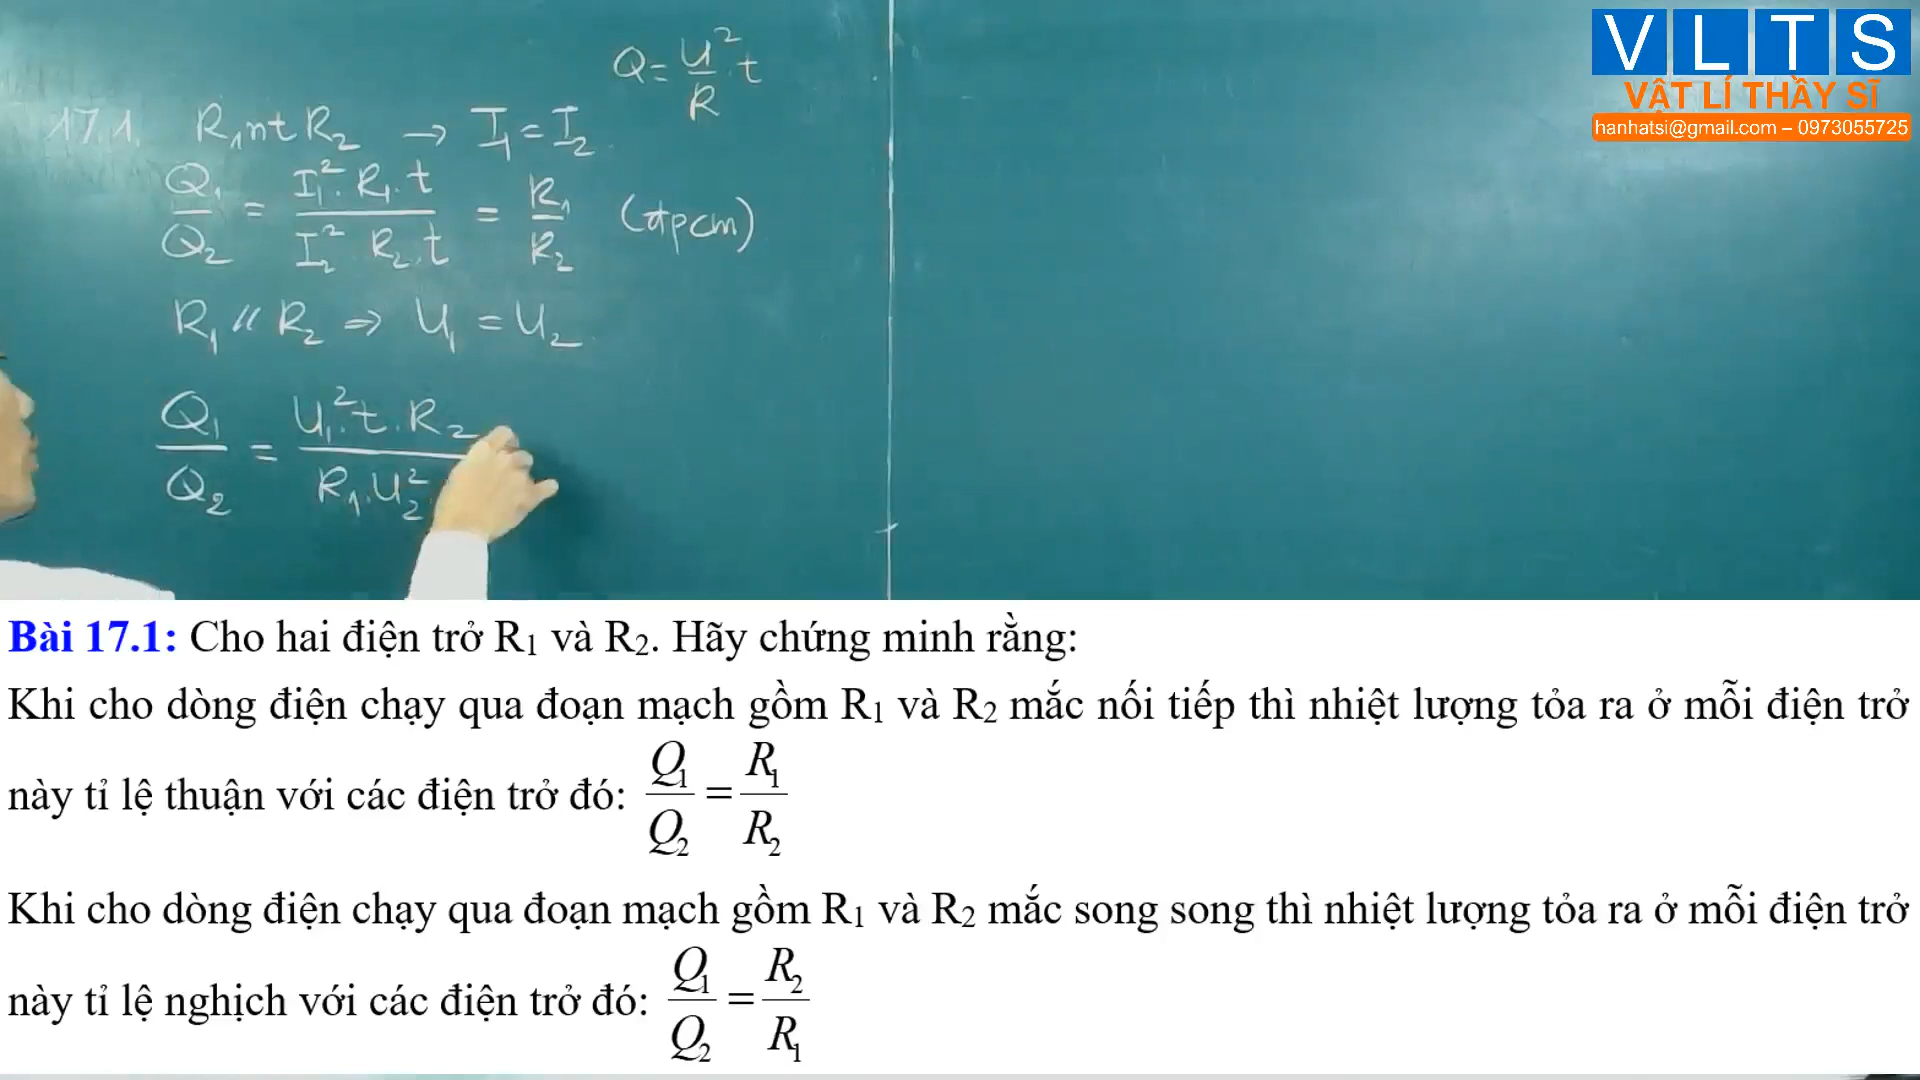 Q = U²/R . t
VLTS
VẬT LÍ THẦY SĨ
hanhatsi@gmail.com – 0973055725
17.1. R₁ nt R₂ → I₁ = I₂
Q₁/Q₂ = I₁².R₁.t / I₂².R₂.t = R₁/R₂ (đpcm)
R₁ // R₂ ⇒ U₁ = U₂
Q₁/Q₂ = U₁².t.R₂ / R₁.U₂²
Bài 17.1: Cho hai điện trở R₁ và R₂. Hãy chứng minh rằng:
Khi cho dòng điện chạy qua đoạn mạch gồm R₁ và R₂ mắc nối tiếp thì nhiệt lượng tỏa ra ở mỗi điện trở
này tỉ lệ thuận với các điện trở đó: Q₁/Q₂ = R₁/R₂
Khi cho dòng điện chạy qua đoạn mạch gồm R₁ và R₂ mắc song song thì nhiệt lượng tỏa ra ở mỗi điện trở
này tỉ lệ nghịch với các điện trở đó: Q₁/Q₂ = R₂/R₁